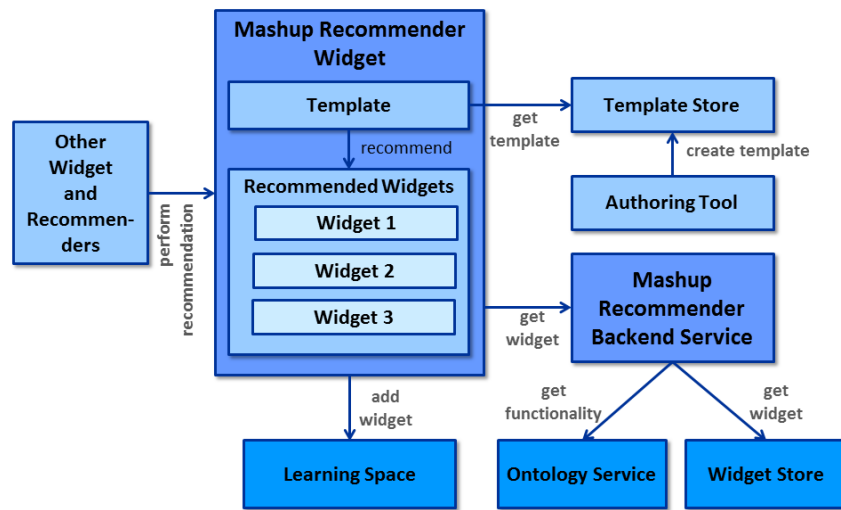 Mashup Recommender
Widget
Template
recommend
Recommended Widgets
Widget 1
Widget 2
Widget 3
Other
Widget
and
Recommen-
ders
perform
recommendation
get
template
Template Store
create template
Authoring Tool
get
widget
Mashup
Recommender
Backend Service
add
widget
Learning Space
get
functionality
get
widget
Ontology Service
Widget Store